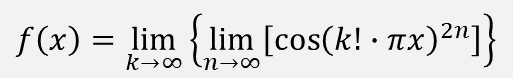 f(x) = lim_{k→∞} { lim_{n→∞} [cos(k! · πx)^{2n}] }